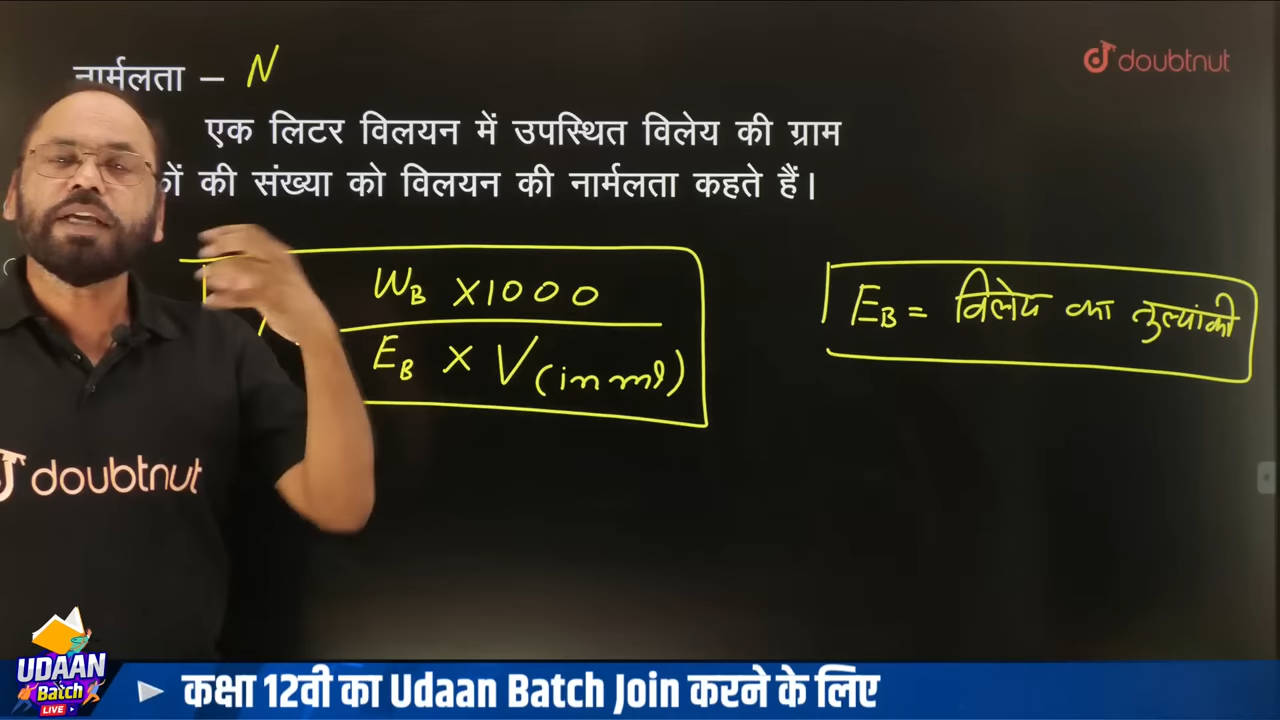 नार्मलता – N
doubtnut
एक लिटर विलयन में उपस्थित विलेय की ग्राम
की संख्या को विलयन की नार्मलता कहते हैं।
W_B × 1000
E_B × V (in ml)
E_B = विलेय का तुल्यांकी
doubtnut
UDAAN
Batch
LIVE
कक्षा 12वी का Udaan Batch Join करने के लिए